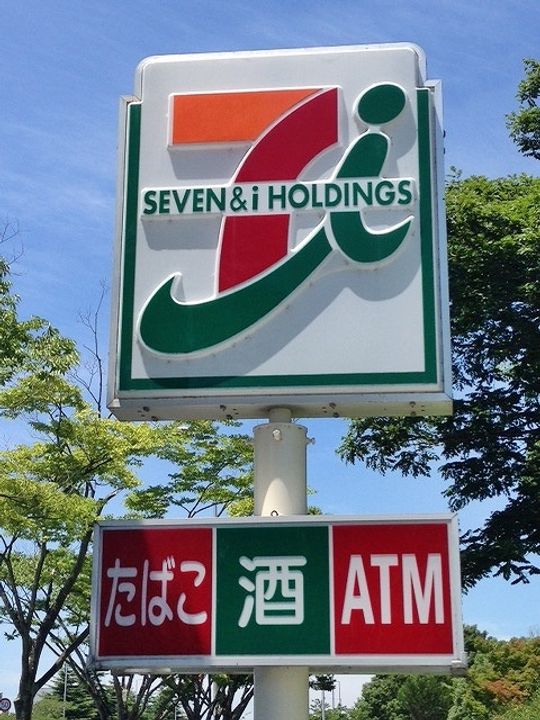 SEVEN&i HOLDINGS
たばこ 酒 ATM